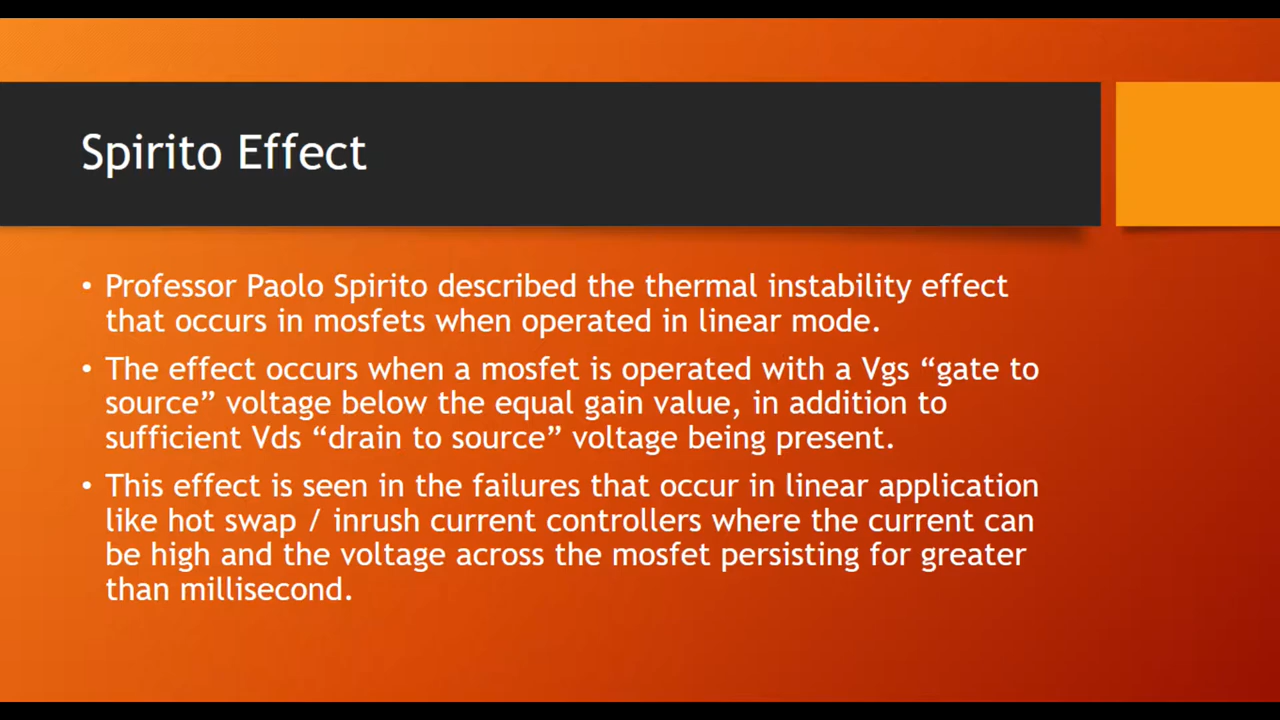 Spirito Effect
• Professor Paolo Spirito described the thermal instability effect
that occurs in mosfets when operated in linear mode.
• The effect occurs when a mosfet is operated with a Vgs “gate to
source” voltage below the equal gain value, in addition to
sufficient Vds “drain to source” voltage being present.
• This effect is seen in the failures that occur in linear application
like hot swap / inrush current controllers where the current can
be high and the voltage across the mosfet persisting for greater
than millisecond.